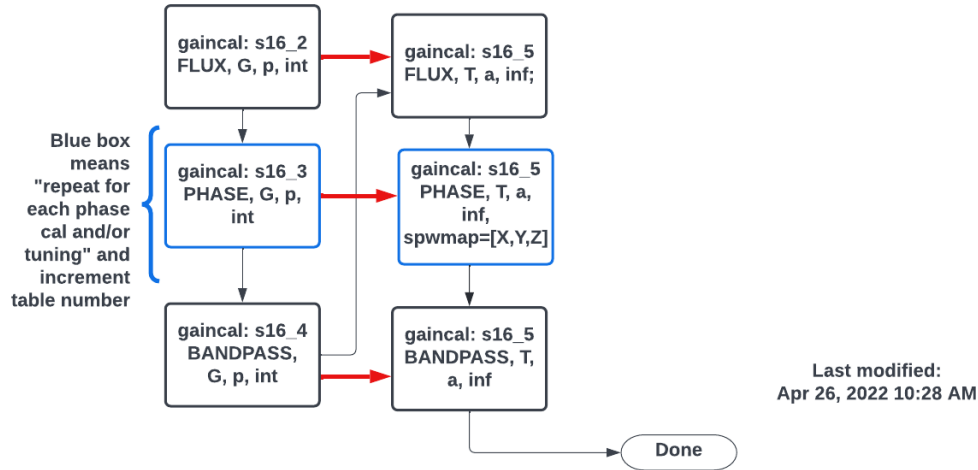 gaincal: s16_2
FLUX, G, p, int
gaincal: s16_5
FLUX, T, a, inf;
Blue box
means
"repeat for
each phase
cal and/or
tuning" and
increment
table number
gaincal: s16_3
PHASE, G, p,
int
gaincal: s16_5
PHASE, T, a,
inf,
spwmap=[X,Y,Z]
gaincal: s16_4
BANDPASS,
G, p, int
gaincal: s16_5
BANDPASS, T,
a, inf
Last modified:
Apr 26, 2022 10:28 AM
Done